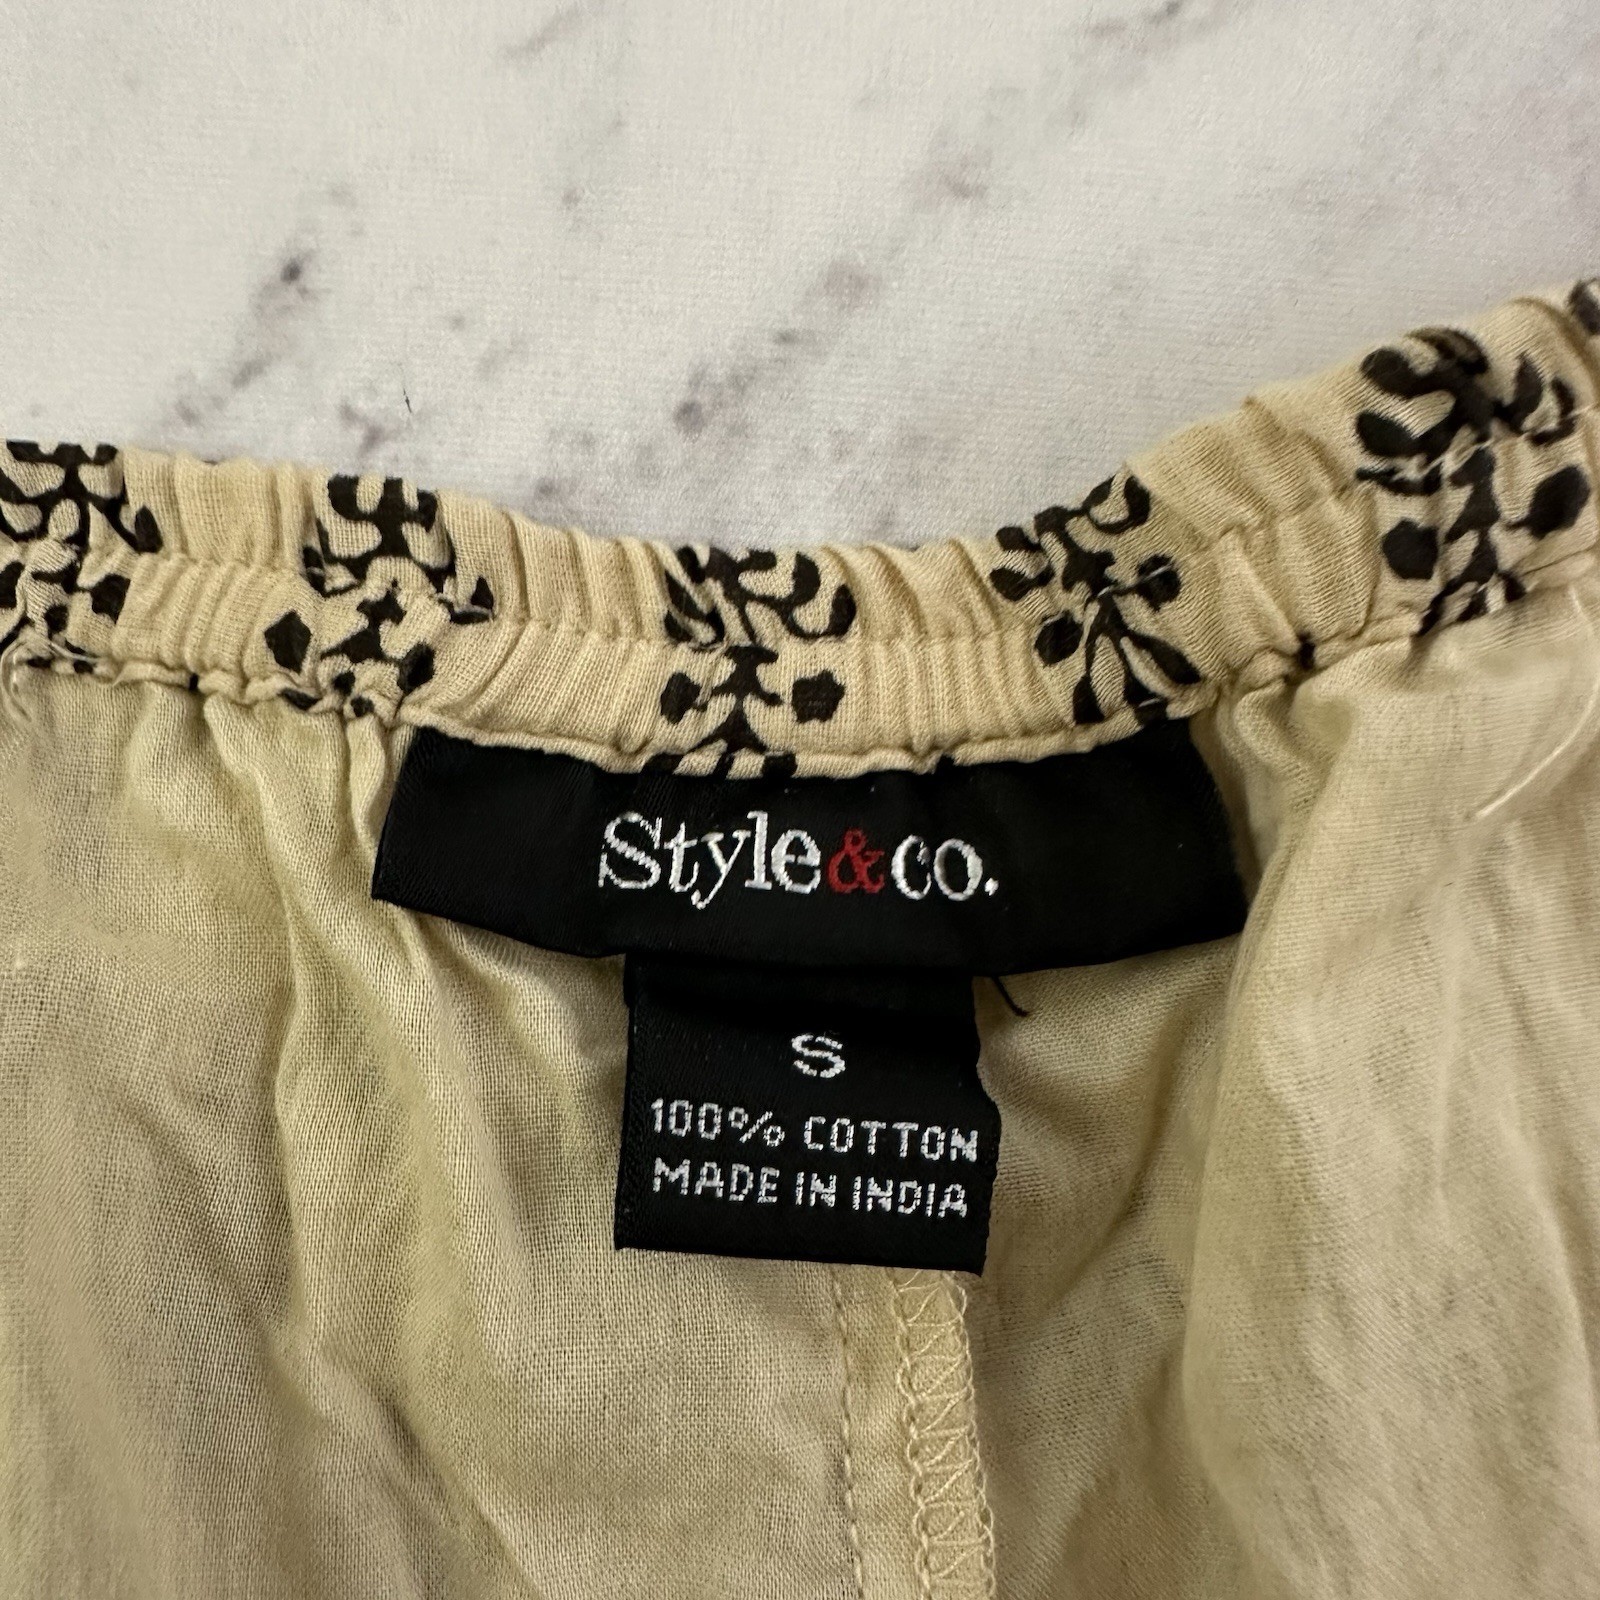 Style&co.
S
100% COTTON
MADE IN INDIA